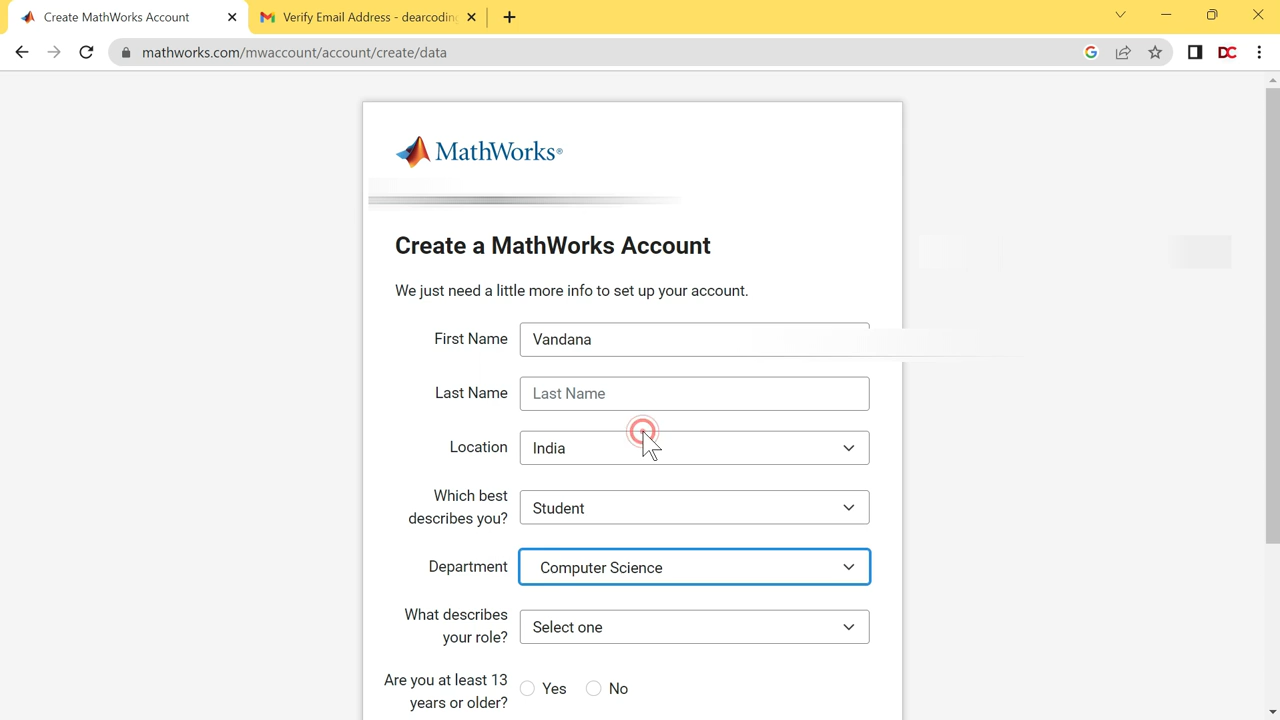 Create MathWorks Account
Verify Email Address - dearcodin
mathworks.com/mwaccount/account/create/data
DC
MathWorks®
Create a MathWorks Account
We just need a little more info to set up your account.
First Name Vandana
Last Name Last Name
Location India
Which best
describes you? Student
Department Computer Science
What describes
your role? Select one
Are you at least 13
years or older? Yes No